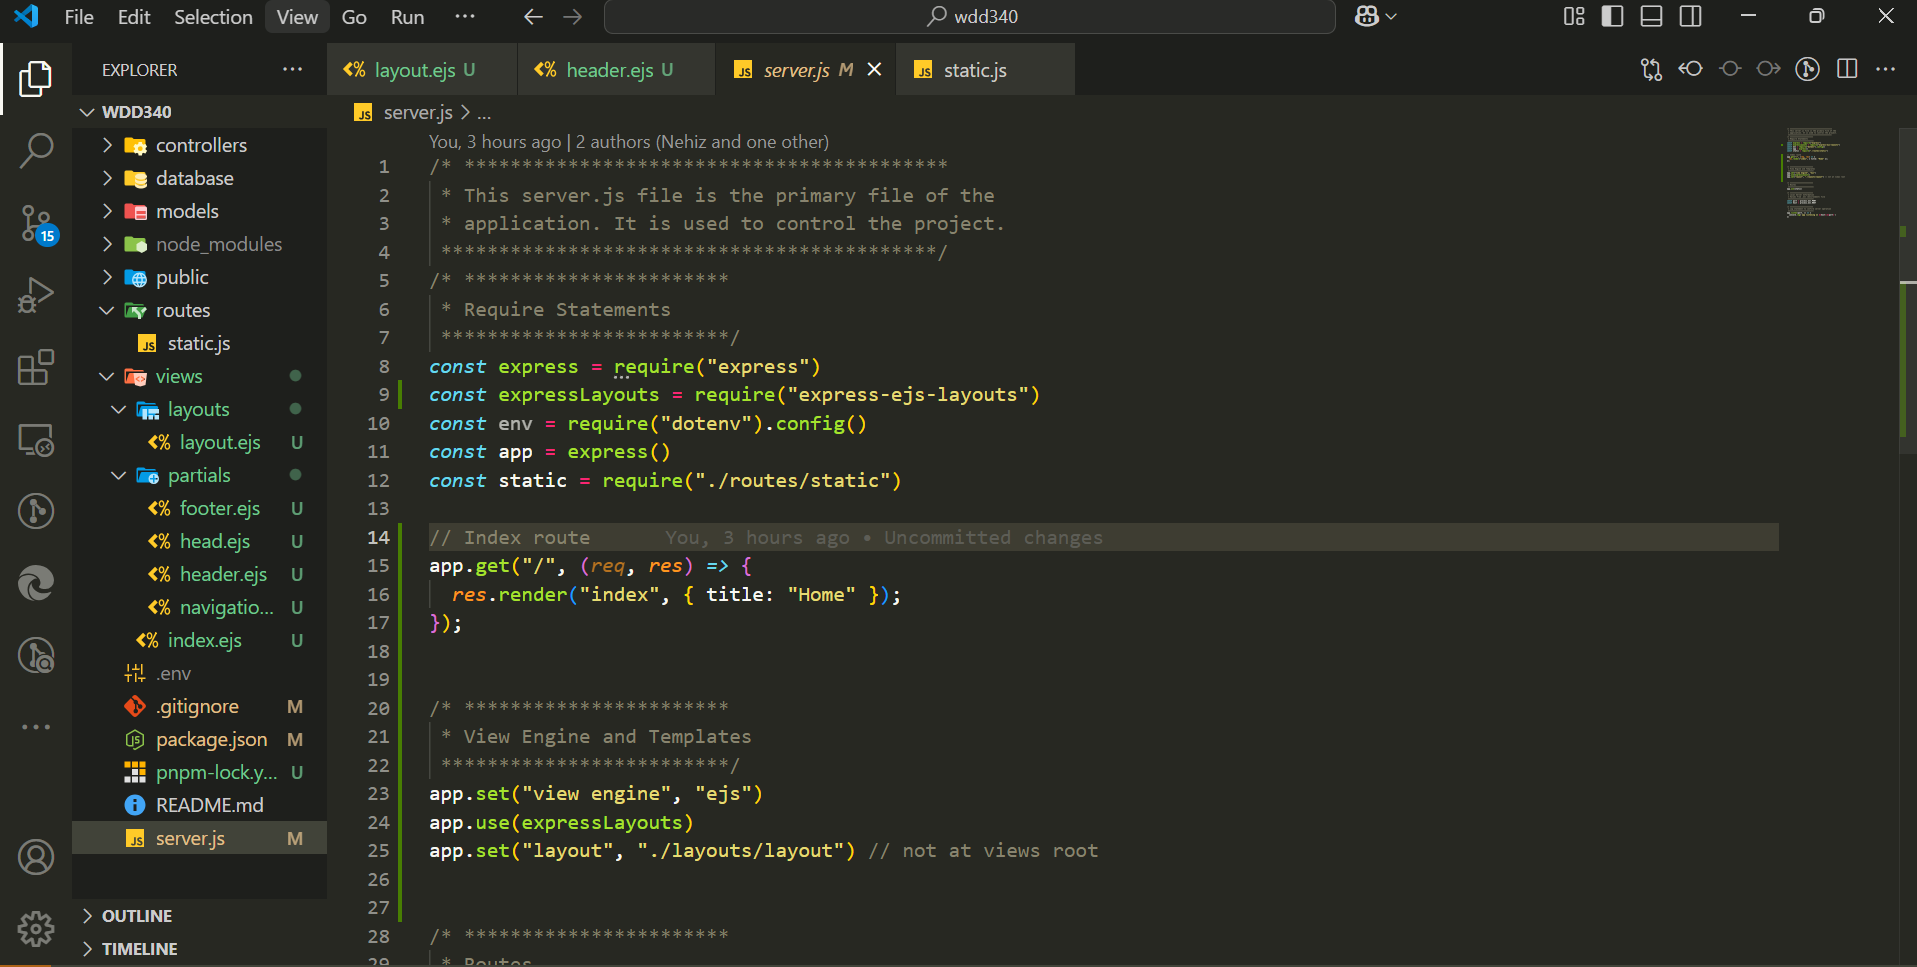 File Edit Selection View Go Run ... wdd340
EXPLORER ...
layout.ejs U
header.ejs U
server.js M
static.js
WDD340
controllers
database
models
node_modules
public
routes
static.js
views
layouts
layout.ejs U
partials
footer.ejs U
head.ejs U
header.ejs U
navigatio... U
index.ejs U
.env
.gitignore M
package.json M
pnpm-lock.y... U
README.md
server.js M
OUTLINE
TIMELINE
15
server.js > ...
You, 3 hours ago | 2 authors (Nehiz and one other)
1 /* ******************************************
2 * This server.js file is the primary file of the
3 * application. It is used to control the project.
4 *******************************************/
5 /* ***********************
6 * Require Statements
7 *************************/
8 const express = require("express")
9 const expressLayouts = require("express-ejs-layouts")
10 const env = require("dotenv").config()
11 const app = express()
12 const static = require("./routes/static")
13
14 // Index route You, 3 hours ago • Uncommitted changes
15 app.get("/", (req, res) => {
16 res.render("index", { title: "Home" });
17 });
18
19
20 /* ***********************
21 * View Engine and Templates
22 *************************/
23 app.set("view engine", "ejs")
24 app.use(expressLayouts)
25 app.set("layout", "./layouts/layout") // not at views root
26
27
28 /* ***********************
29 * Routes